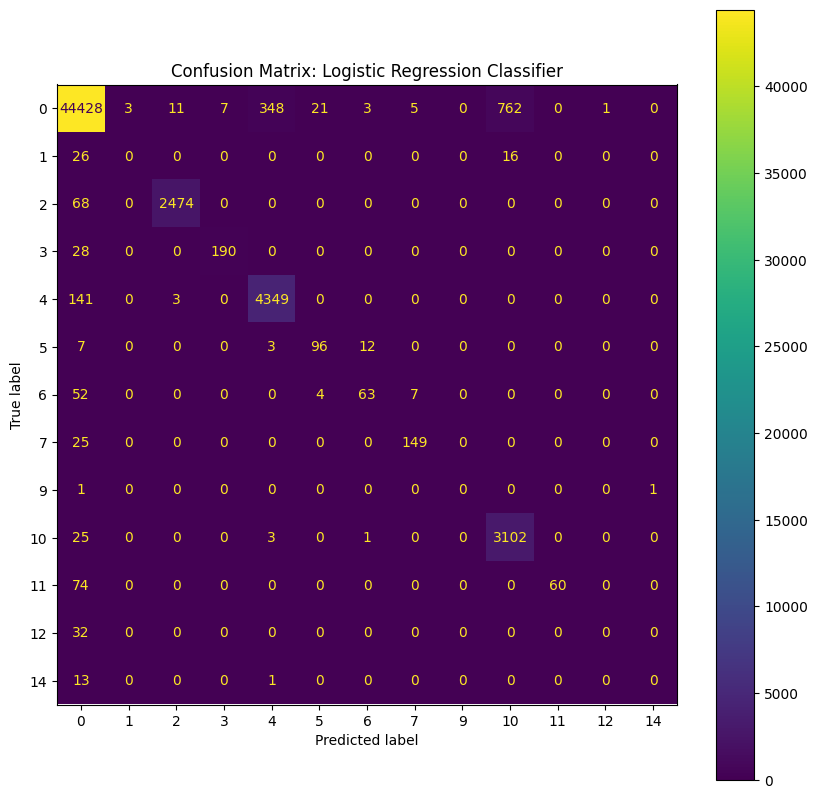 Confusion Matrix: Logistic Regression Classifier
0 44428 3 11 7 348 21 3 5 0 762 0 1 0
1 26 0 0 0 0 0 0 0 0 16 0 0 0
2 68 0 2474 0 0 0 0 0 0 0 0 0 0
3 28 0 0 190 0 0 0 0 0 0 0 0 0
4 141 0 3 0 4349 0 0 0 0 0 0 0 0
5 7 0 0 0 3 96 12 0 0 0 0 0 0
6 52 0 0 0 0 4 63 7 0 0 0 0 0
7 25 0 0 0 0 0 0 149 0 0 0 0 0
9 1 0 0 0 0 0 0 0 0 0 0 0 1
10 25 0 0 0 3 0 1 0 0 3102 0 0 0
11 74 0 0 0 0 0 0 0 0 0 60 0 0
12 32 0 0 0 0 0 0 0 0 0 0 0 0
14 13 0 0 0 1 0 0 0 0 0 0 0 0
0 1 2 3 4 5 6 7 9 10 11 12 14
Predicted label
True label
40000
35000
30000
25000
20000
15000
10000
5000
0